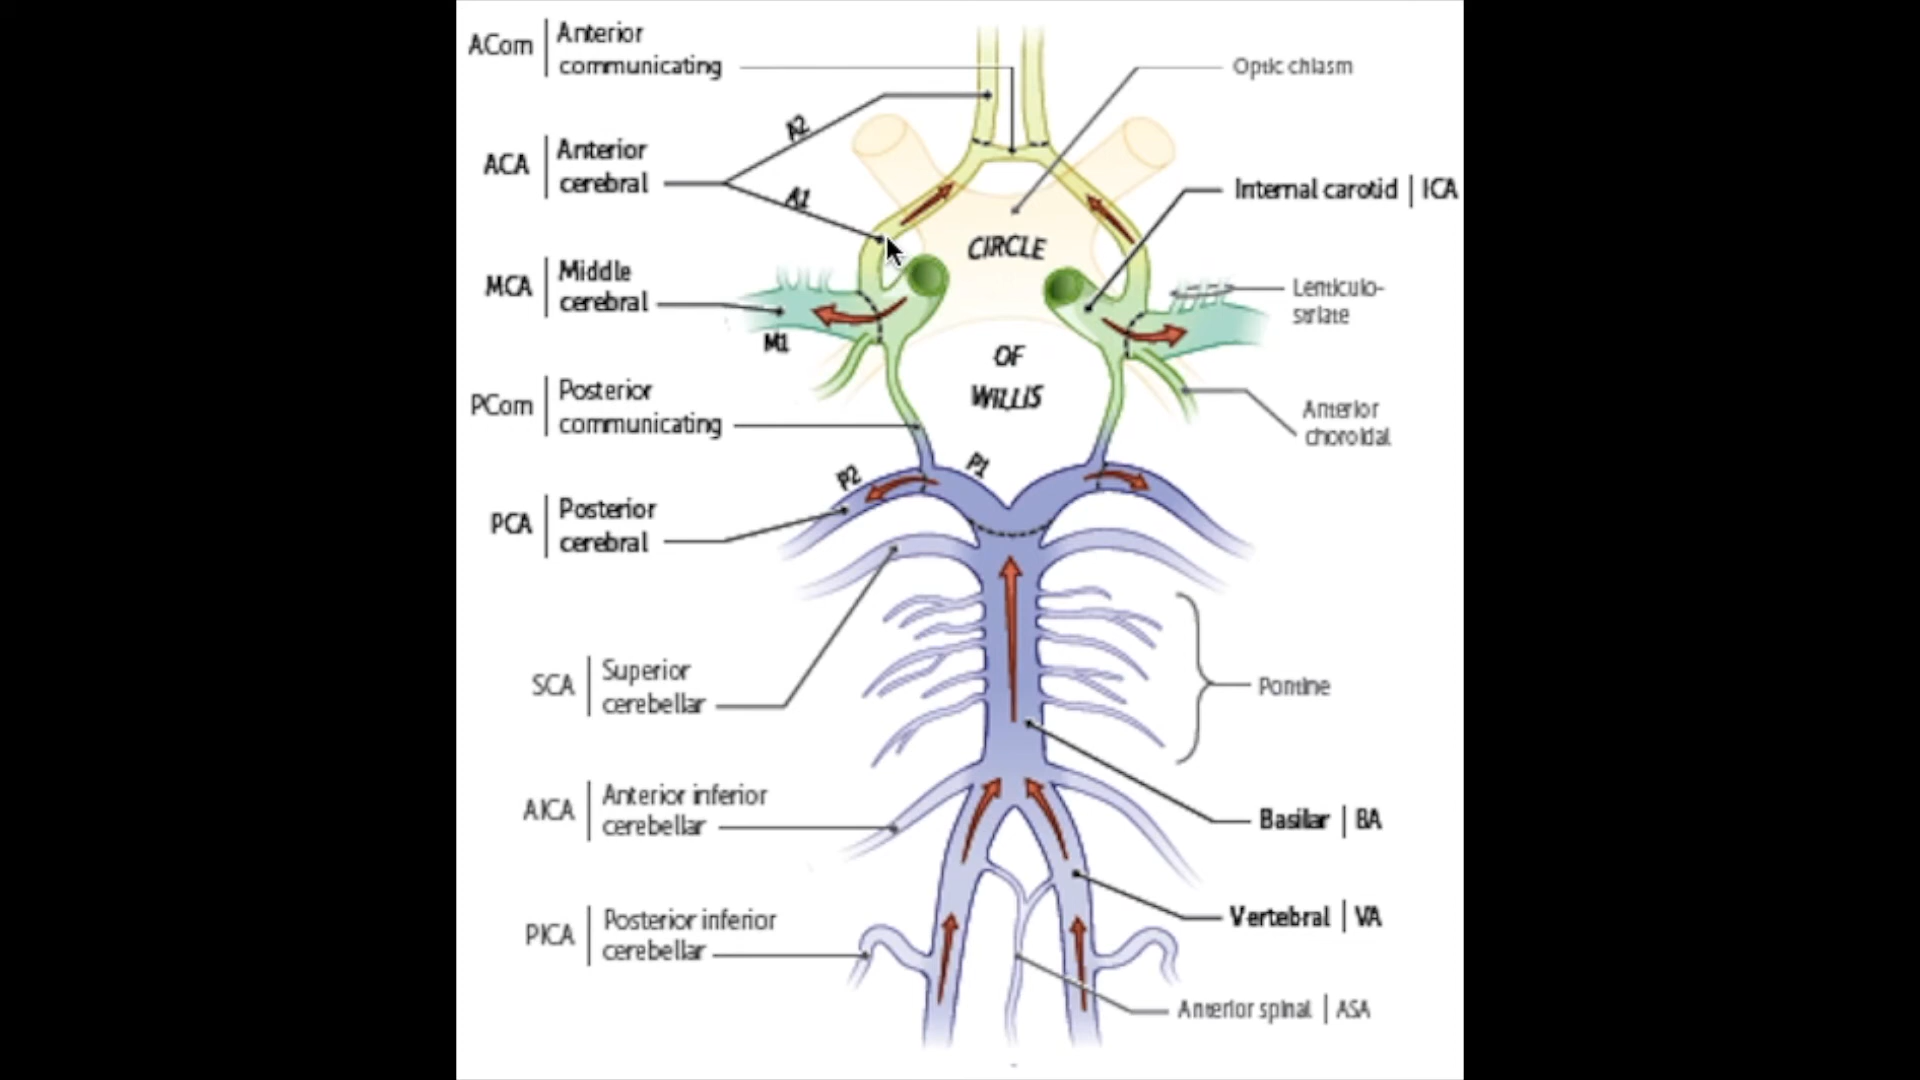 ACom
Anterior
communicating
Optic chiasm
A2
ACA
Anterior
cerebral
A1
Internal carotid | ICA
CIRCLE
MCA
Middle
cerebral
M1
Lenticulo-
striate
OF
WILLIS
PCom
Posterior
communicating
Anterior
choroidal
P2
P1
PCA
Posterior
cerebral
SCA
Superior
cerebellar
Pontine
AICA
Anterior inferior
cerebellar
Basilar | BA
PICA
Posterior inferior
cerebellar
Vertebral | VA
Anterior spinal | ASA